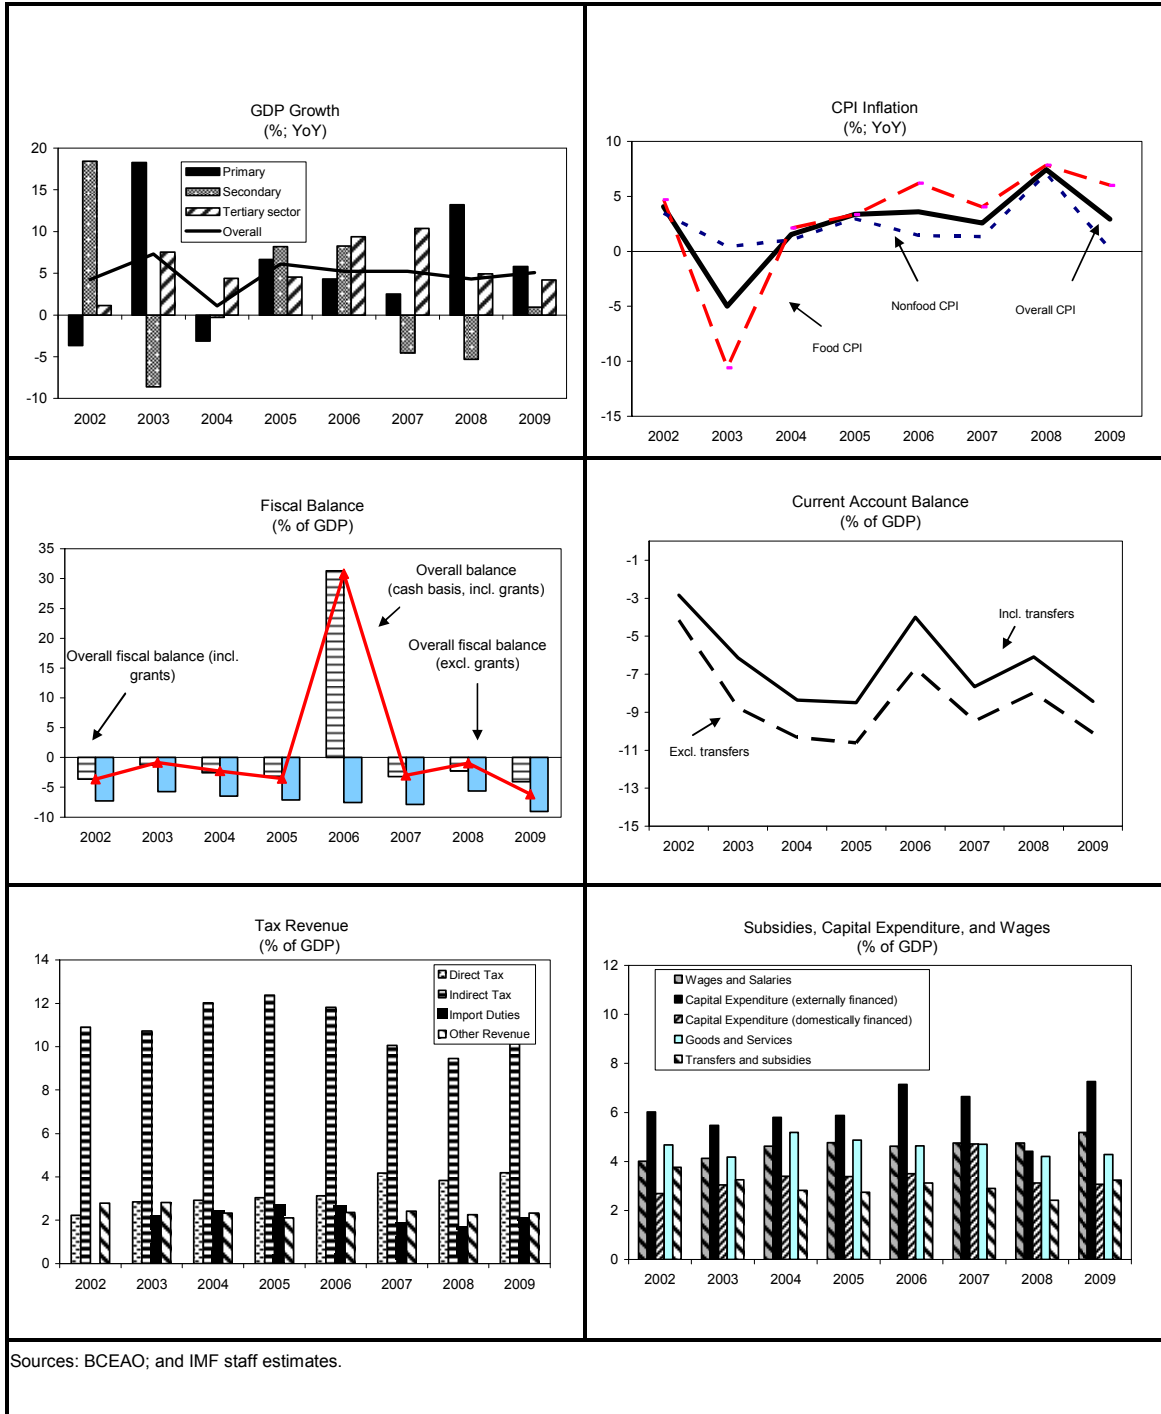 GDP Growth
(%; YoY)
20
15
10
5
0
-5
-10
Primary
Secondary
Tertiary sector
Overall
2002 2003 2004 2005 2006 2007 2008 2009
CPI Inflation
(%; YoY)
10
5
0
-5
-10
-15
Nonfood CPI
Overall CPI
Food CPI
2002 2003 2004 2005 2006 2007 2008 2009
Fiscal Balance
(% of GDP)
35
30
25
20
15
10
5
0
-5
-10
Overall balance
(cash basis, incl. grants)
Overall fiscal balance
(excl. grants)
Overall fiscal balance (incl.
grants)
2002 2003 2004 2005 2006 2007 2008 2009
Current Account Balance
(% of GDP)
-1
-3
-5
-7
-9
-11
-13
-15
Incl. transfers
Excl. transfers
2002 2003 2004 2005 2006 2007 2008 2009
Tax Revenue
(% of GDP)
14
12
10
8
6
4
2
0
Direct Tax
Indirect Tax
Import Duties
Other Revenue
2002 2003 2004 2005 2006 2007 2008 2009
Subsidies, Capital Expenditure, and Wages
(% of GDP)
12
10
8
6
4
2
0
Wages and Salaries
Capital Expenditure (externally financed)
Capital Expenditure (domestically financed)
Goods and Services
Transfers and subsidies
2002 2003 2004 2005 2006 2007 2008 2009
Sources: BCEAO; and IMF staff estimates.